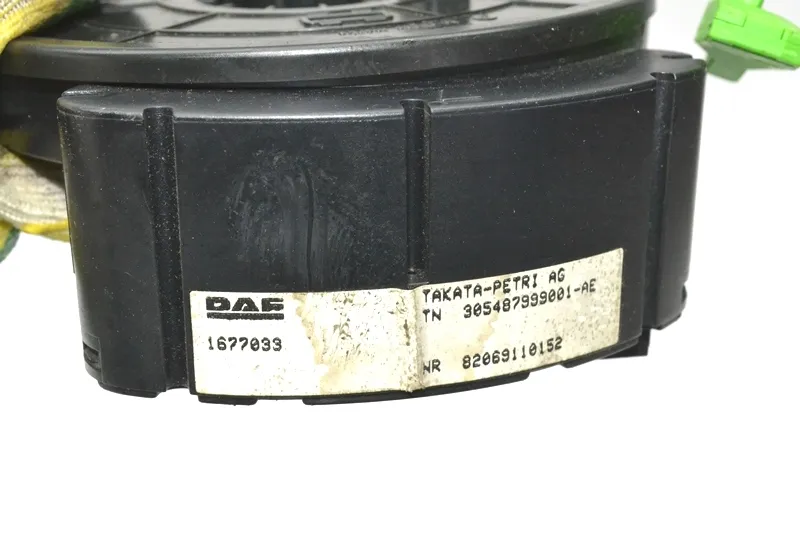 DAF
1677033
TAKATA-PETRI AG
TN 305487999001-AE
NR 82069110152